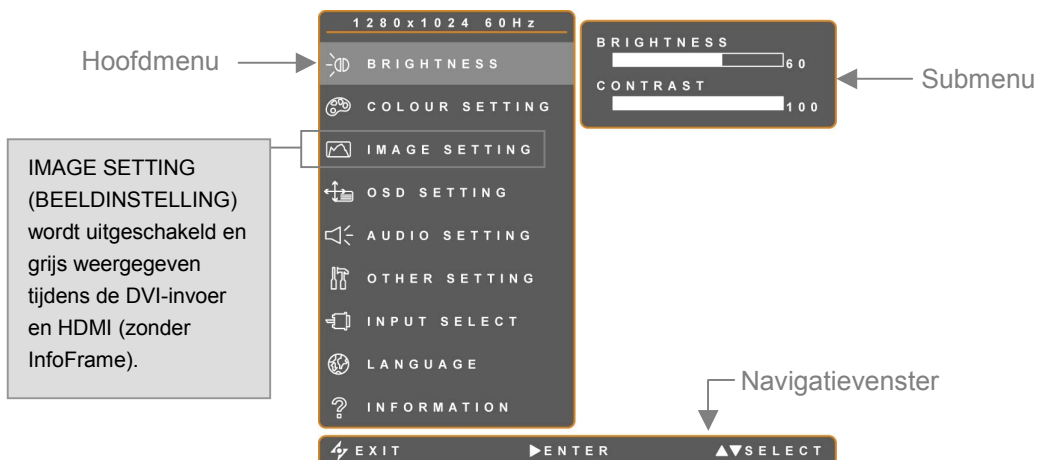 1280x1024 60Hz
Hoofdmenu
BRIGHTNESS
COLOUR SETTING
IMAGE SETTING
OSD SETTING
AUDIO SETTING
OTHER SETTING
INPUT SELECT
LANGUAGE
INFORMATION
BRIGHTNESS
60
CONTRAST
100
Submenu
IMAGE SETTING
(BEELDINSTELLING)
wordt uitgeschakeld en
grijs weergegeven
tijdens de DVI-invoer
en HDMI (zonder
InfoFrame).
Navigatievenster
EXIT ▶ENTER ▲▼SELECT